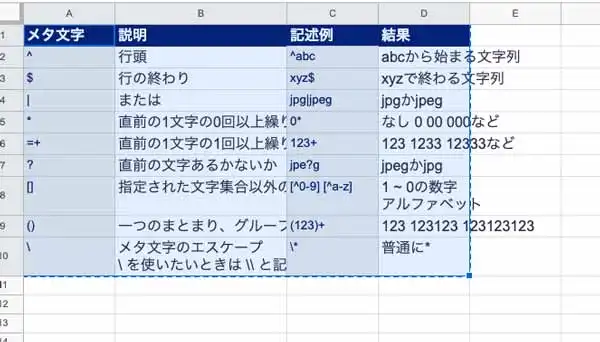 A B C D E F
1 メタ文字 説明 記述例 結果
2 ^ 行頭 ^abc abcから始まる文字列
3 $ 行の終わり xyz$ xyzで終わる文字列
4 | または jpg|jpeg jpgかjpeg
5 * 直前の1文字の0回以上繰り 0* なし 0 00 000など
6 =+ 直前の1文字の1回以上繰り 123+ 123 1233 12333など
7 ? 直前の文字あるかないか jpe?g jpegかjpg
8 [] 指定された文字集合以外の [^0-9] [^a-z] 1 ~ 0の数字
アルファベット
9 () 一つのまとまり、グループ (123)+ 123 123123 123123123
10 \ メタ文字のエスケープ \* 普通に*
\ を使いたいときは \\ と記
11
12
13